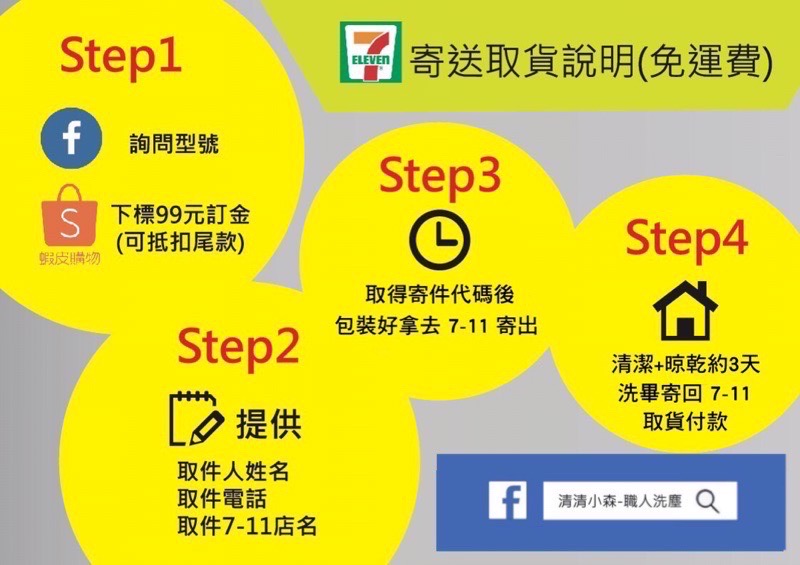 7
ELEVEN
寄送取貨說明(免運費)
Step1
f
詢問型號
S
蝦皮購物
下標99元訂金
(可抵扣尾款)
Step2
提供
取件人姓名
取件電話
取件7-11店名
Step3
取得寄件代碼後
包裝好拿去 7-11 寄出
Step4
清潔+晾乾約3天
洗畢寄回 7-11
取貨付款
f
清清小森-職人洗塵